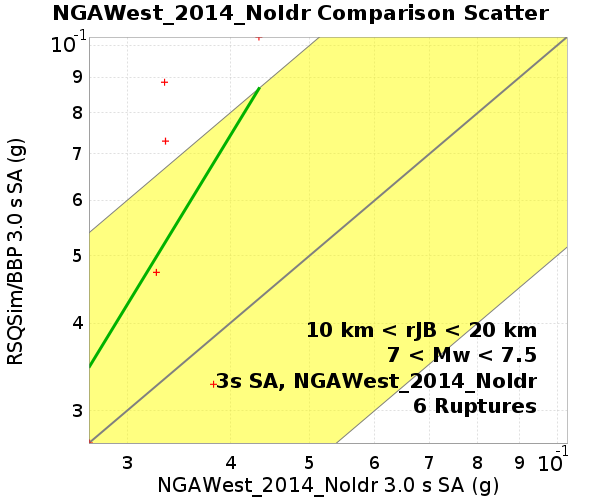 NGAWest_2014_NoIdr Comparison Scatter
10-1
9
8
7
6
5
4
3
RSQSim/BBP 3.0 s SA (g)
10 km < rJB < 20 km
7 < Mw < 7.5
3s SA, NGAWest_2014_NoIdr
6 Ruptures
3 4 5 6 7 8 9 10-1
NGAWest_2014_NoIdr 3.0 s SA (g)